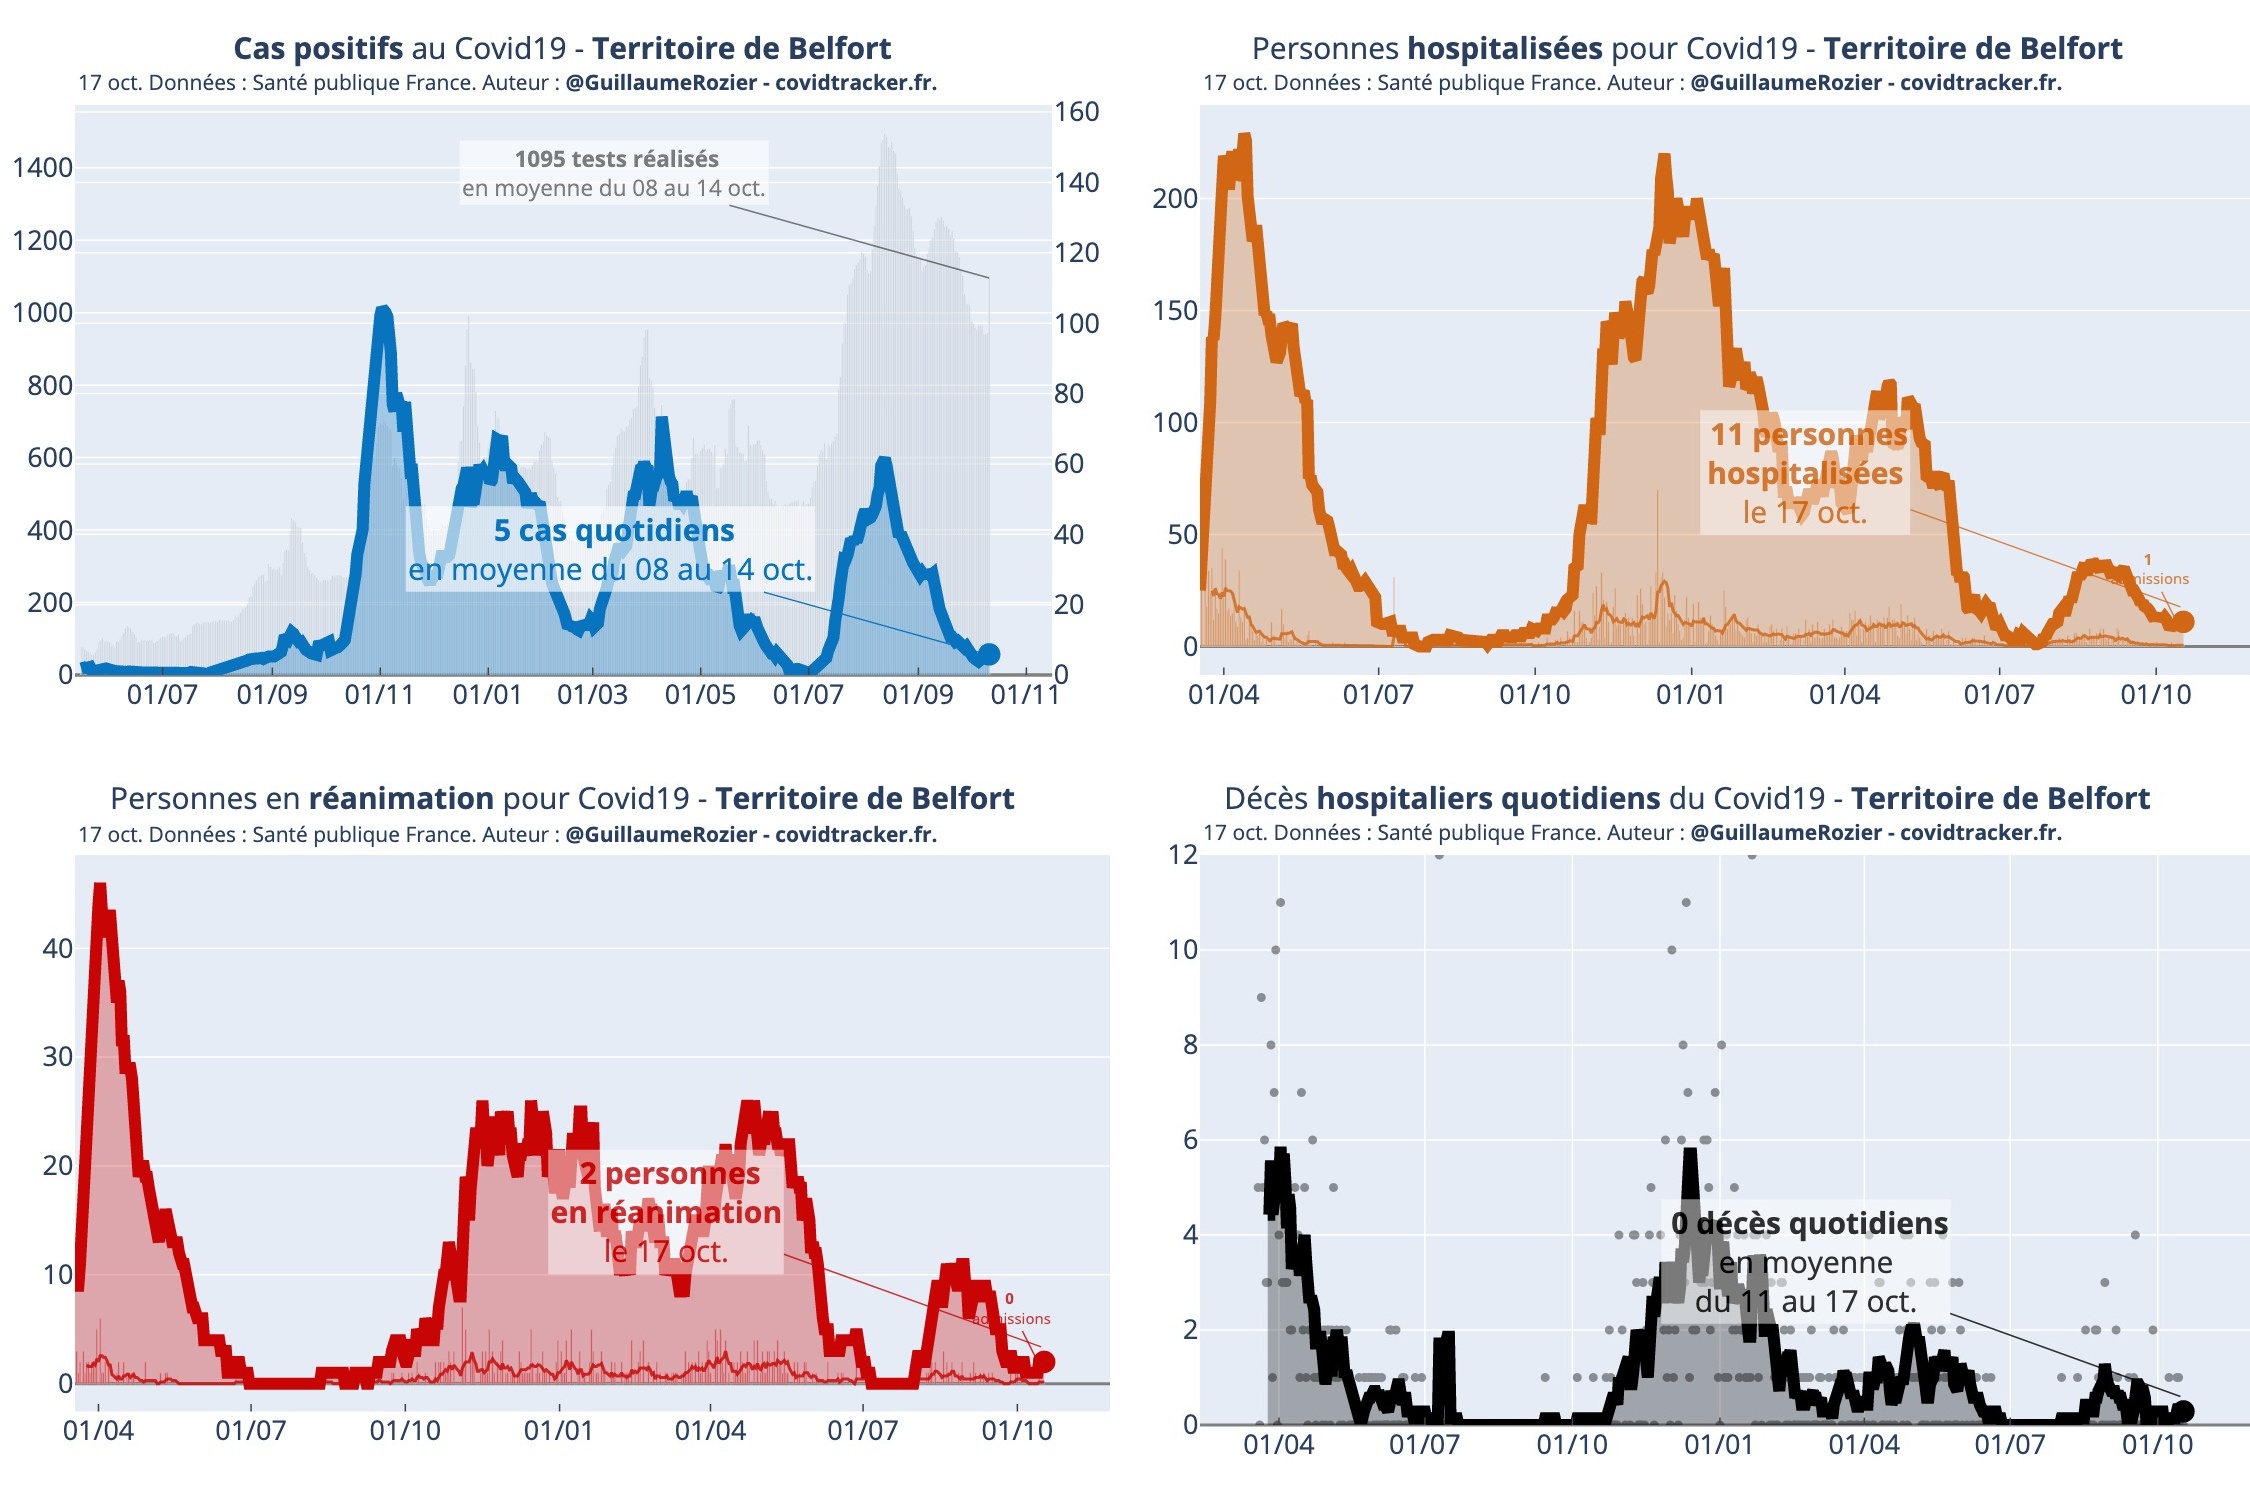 Cas positifs au Covid19 - Territoire de Belfort
17 oct. Données : Santé publique France. Auteur : @GuillaumeRozier - covidtracker.fr.
160
140
120
100
80
60
40
20
0
1400
1200
1000
800
600
400
200
0
1095 tests réalisés
en moyenne du 08 au 14 oct.
5 cas quotidiens
en moyenne du 08 au 14 oct.
01/07 01/09 01/11 01/01 01/03 01/05 01/07 01/09 01/11
Personnes hospitalisées pour Covid19 - Territoire de Belfort
17 oct. Données : Santé publique France. Auteur : @GuillaumeRozier - covidtracker.fr.
200
150
100
50
0
11 personnes
hospitalisées
le 17 oct.
1
admissions
01/04 01/07 01/10 01/01 01/04 01/07 01/10
Personnes en réanimation pour Covid19 - Territoire de Belfort
17 oct. Données : Santé publique France. Auteur : @GuillaumeRozier - covidtracker.fr.
40
30
20
10
0
2 personnes
en réanimation
le 17 oct.
0
admissions
01/04 01/07 01/10 01/01 01/04 01/07 01/10
Décès hospitaliers quotidiens du Covid19 - Territoire de Belfort
17 oct. Données : Santé publique France. Auteur : @GuillaumeRozier - covidtracker.fr.
12
10
8
6
4
2
0
0 décès quotidiens
en moyenne
du 11 au 17 oct.
01/04 01/07 01/10 01/01 01/04 01/07 01/10